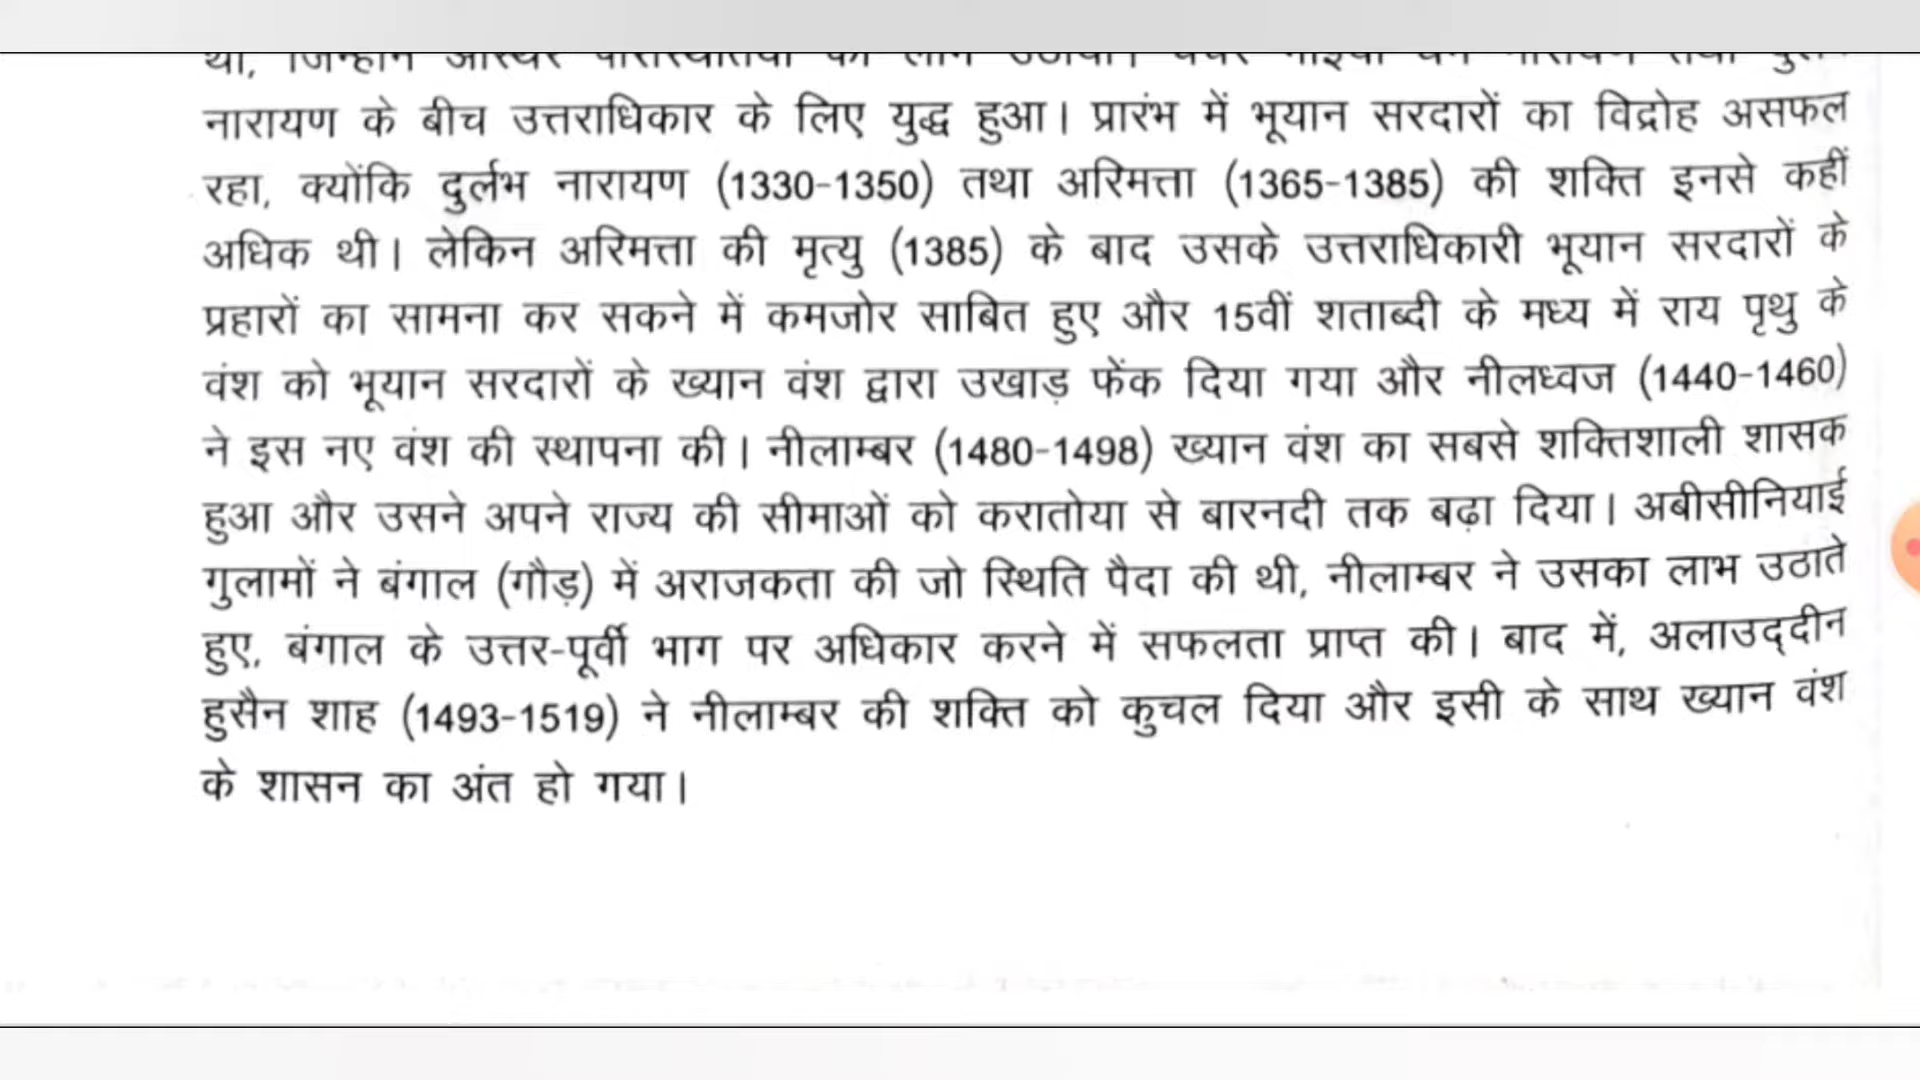 नारायण के बीच उत्तराधिकार के लिए युद्ध हुआ। प्रारंभ में भूयान सरदारों का विद्रोह असफल
रहा, क्योंकि दुर्लभ नारायण (1330-1350) तथा अरिमत्ता (1365-1385) की शक्ति इनसे कहीं
अधिक थी। लेकिन अरिमत्ता की मृत्यु (1385) के बाद उसके उत्तराधिकारी भूयान सरदारों के
प्रहारों का सामना कर सकने में कमजोर साबित हुए और 15वीं शताब्दी के मध्य में राय पृथु के
वंश को भूयान सरदारों के ख्यान वंश द्वारा उखाड़ फेंक दिया गया और नीलध्वज (1440-1460)
ने इस नए वंश की स्थापना की। नीलाम्बर (1480-1498) ख्यान वंश का सबसे शक्तिशाली शासक
हुआ और उसने अपने राज्य की सीमाओं को करातोया से बारनदी तक बढ़ा दिया। अबीसीनियाई
गुलामों ने बंगाल (गौड़) में अराजकता की जो स्थिति पैदा की थी, नीलाम्बर ने उसका लाभ उठाते
हुए, बंगाल के उत्तर-पूर्वी भाग पर अधिकार करने में सफलता प्राप्त की। बाद में, अलाउद्‌दीन
हुसैन शाह (1493-1519) ने नीलाम्बर की शक्ति को कुचल दिया और इसी के साथ ख्यान वंश
के शासन का अंत हो गया।